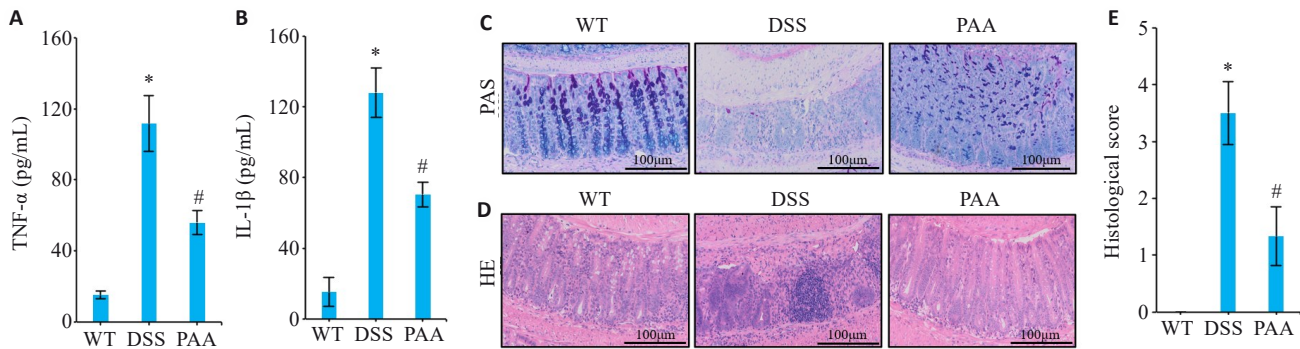 A
TNF-α (pg/mL)
160
120
80
40
0
*
#
WT DSS PAA
B
IL-1β (pg/mL)
160
120
80
40
0
*
#
WT DSS PAA
C
WT DSS PAA
PAS
100μm 100μm 100μm
D
WT DSS PAA
HE
100μm 100μm 100μm
E
Histological score
5
4
3
2
1
0
*
#
WT DSS PAA